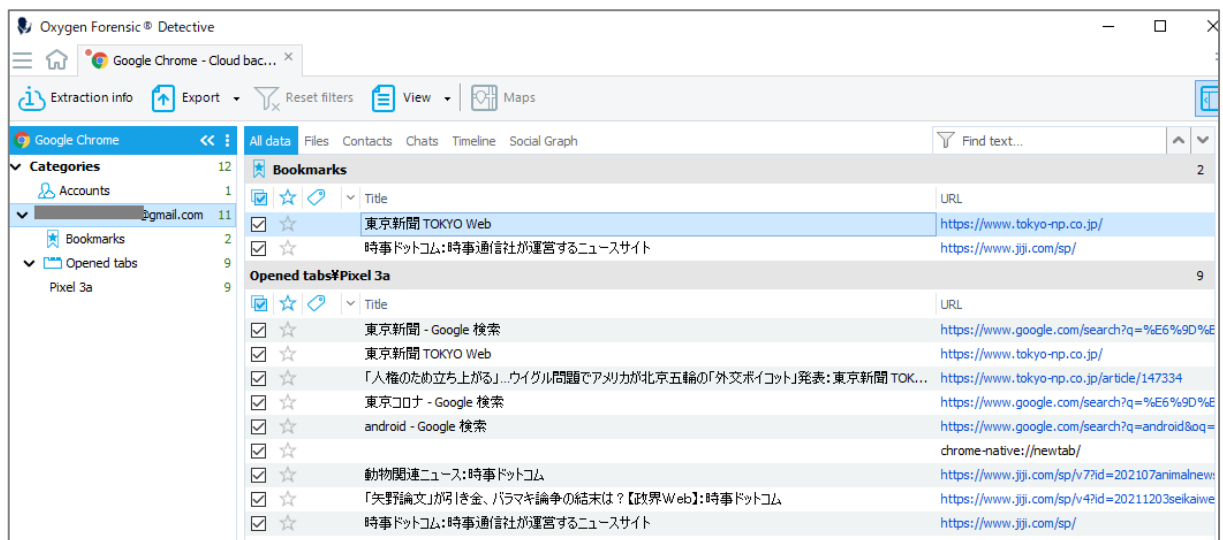 Oxygen Forensic® Detective
Google Chrome - Cloud bac...
Extraction info Export Reset filters View Maps
Google Chrome
All data Files Contacts Chats Timeline Social Graph Find text...
Categories 12
Accounts 1
@gmail.com 11
Bookmarks 2
Opened tabs 9
Pixel 3a 9
Bookmarks 2
Title URL
東京新聞 TOKYO Web https://www.tokyo-np.co.jp/
時事ドットコム:時事通信社が運営するニュースサイト https://www.jiji.com/sp/
Opened tabs¥Pixel 3a 9
Title URL
東京新聞 - Google 検索 https://www.google.com/search?q=%E6%9D%E
東京新聞 TOKYO Web https://www.tokyo-np.co.jp/
「人権のため立ち上がる」…ウイグル問題でアメリカが北京五輪の「外交ボイコット」発表:東京新聞 TOK... https://www.tokyo-np.co.jp/article/147334
東京コロナ - Google 検索 https://www.google.com/search?q=%E6%9D%E
android - Google 検索 https://www.google.com/search?q=android&oq=
chrome-native://newtab/
動物関連ニュース:時事ドットコム https://www.jiji.com/sp/v7?id=202107animalnews
「矢野論文」が引き金、バラマキ論争の結末は?【政界Web】:時事ドットコム https://www.jiji.com/sp/v4?id=20211203seikaiwe
時事ドットコム:時事通信社が運営するニュースサイト https://www.jiji.com/sp/